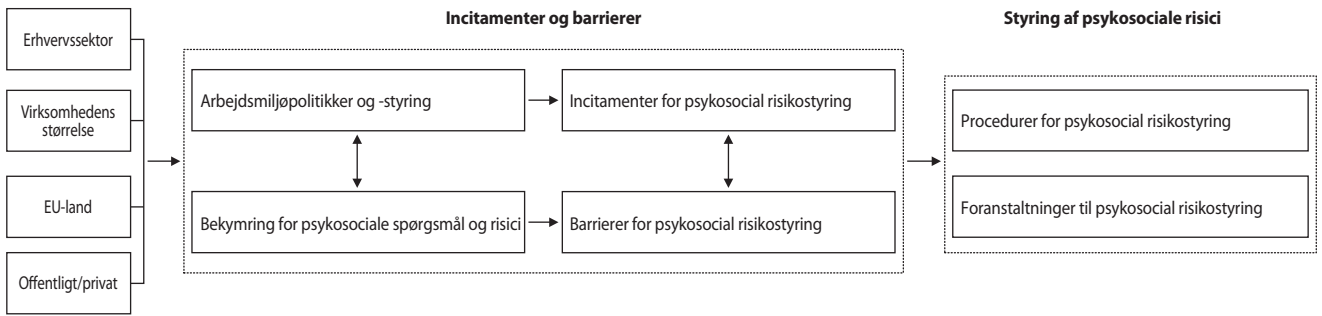 Incitamenter og barrierer
Styring af psykosociale risici
Erhvervssektor
Virksomhedens
størrelse
EU-land
Offentligt/privat
Arbejdsmiljøpolitikker og -styring
Incitamenter for psykosocial risikostyring
Bekymring for psykosociale spørgsmål og risici
Barrierer for psykosocial risikostyring
Procedurer for psykosocial risikostyring
Foranstaltninger til psykosocial risikostyring